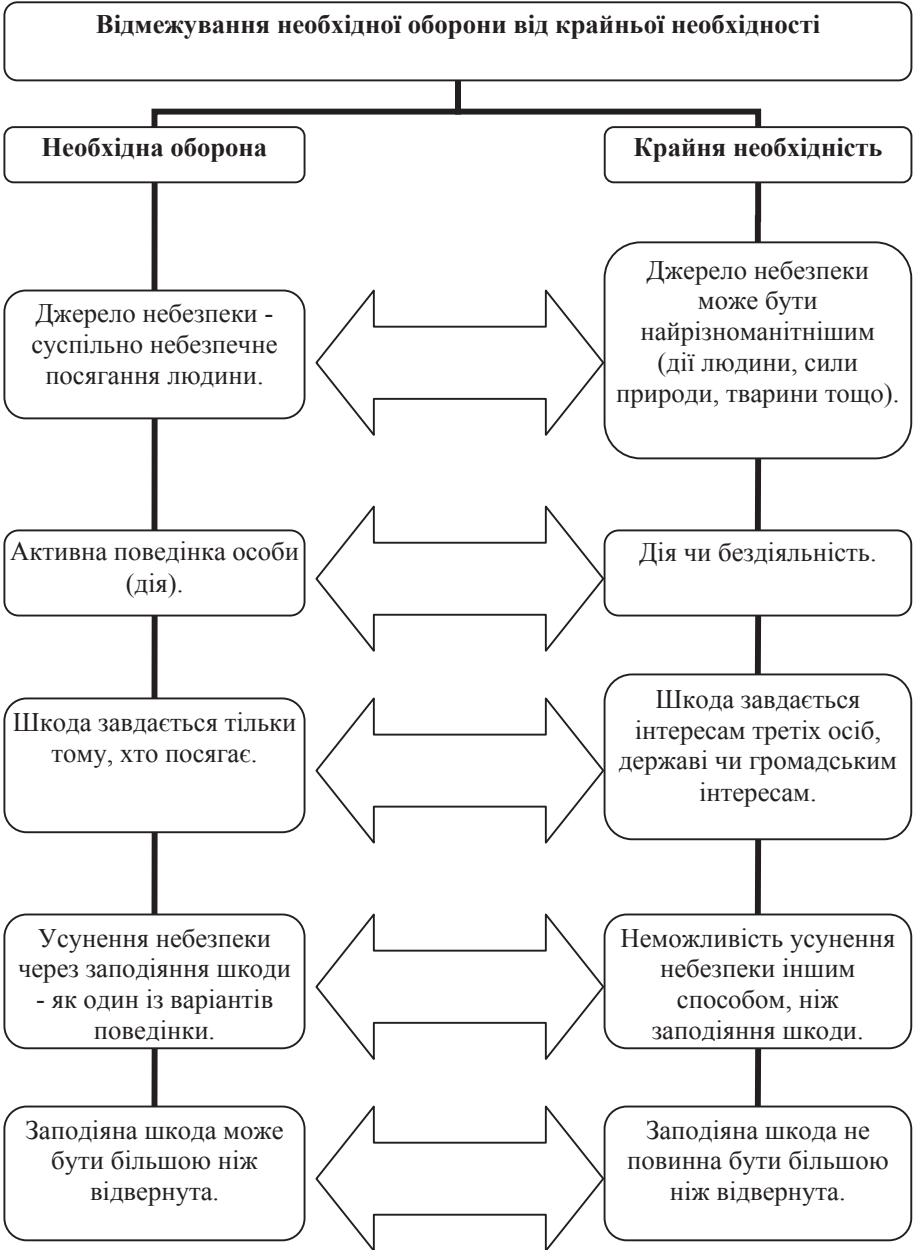 Відмежування необхідної оборони від крайньої необхідності
Необхідна оборона
Крайня необхідність
Джерело небезпеки -
суспільно небезпечне
посягання людини.
Джерело небезпеки
може бути
найрізноманітнішим
(дії людини, сили
природи, тварини тощо).
Активна поведінка особи
(дія).
Дія чи бездіяльність.
Шкода завдається тільки
тому, хто посягає.
Шкода завдається
інтересам третіх осіб,
державі чи громадським
інтересам.
Усунення небезпеки
через заподіяння шкоди
- як один із варіантів
поведінки.
Неможливість усунення
небезпеки іншим
способом, ніж
заподіяння шкоди.
Заподіяна шкода може
бути більшою ніж
відвернута.
Заподіяна шкода не
повинна бути більшою
ніж відвернута.